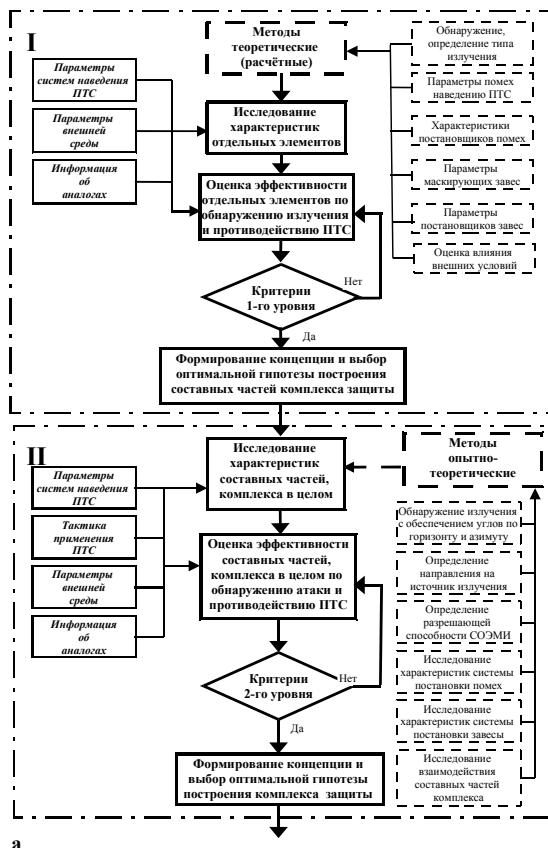 I
Методы
теоретические
(расчётные)
Обнаружение,
определение типа
излучения
Параметры
систем наведения
ПТС
Параметры помех
наведению ПТС
Параметры
внешней
среды
Исследование
характеристик
отдельных элементов
Характеристики
постановщиков помех
Информация
об
аналогах
Параметры
маскирующих завес
Оценка эффективности
отдельных элементов по
обнаружению излучения
и противодействию ПТС
Параметры
постановщиков завес
Оценка влияния
внешних условий
Критерии
1-го уровня
Нет
Да
Формирование концепции и выбор
оптимальной гипотезы построения
составных частей комплекса защиты
II
Исследование
характеристик
составных частей,
комплекса в целом
Методы
опытно-
теоретические
Параметры
систем наведения
ПТС
Тактика
применения
ПТС
Параметры
внешней
среды
Информация
об
аналогах
Оценка эффективности
составных частей,
комплекса в целом по
обнаружению атаки и
противодействию ПТС
Обнаружение излучения
с обеспечением углов по
горизонту и азимуту
Определение
направления на
источник излучения
Определение
разрешающей
способности СОЭМИ
Исследование
характеристик системы
постановки помех
Исследование
характеристик системы
постановки завесы
Исследование
взаимодействия
составных частей
комплекса
Критерии
2-го уровня
Нет
Да
Формирование концепции и
выбор оптимальной гипотезы
построения комплекса защиты
а